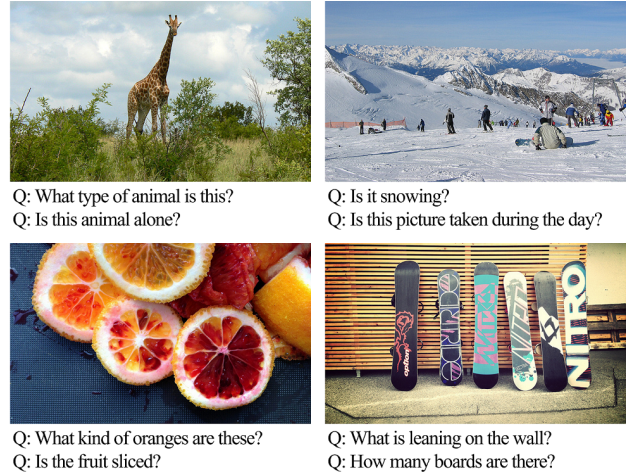 Q: What type of animal is this?
Q: Is this animal alone?
Q: Is it snowing?
Q: Is this picture taken during the day?
NITRO
Q: What kind of oranges are these?
Q: Is the fruit sliced?
Q: What is leaning on the wall?
Q: How many boards are there?